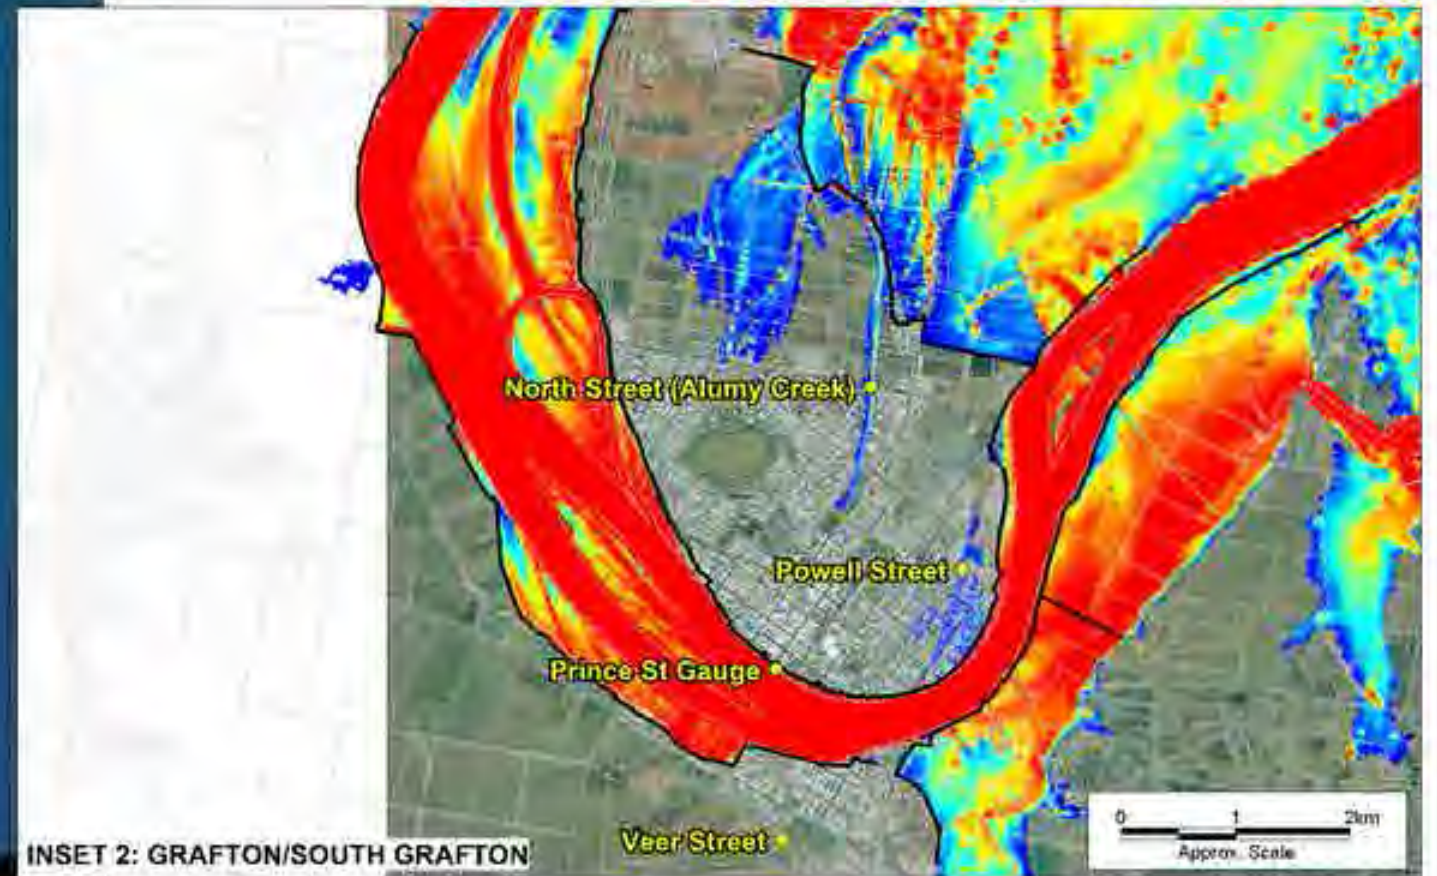 North Street (Alumy Creek)
Powell Street
Prince St Gauge
Veer Street
0 1 2km
Approx. Scale
INSET 2: GRAFTON/SOUTH GRAFTON